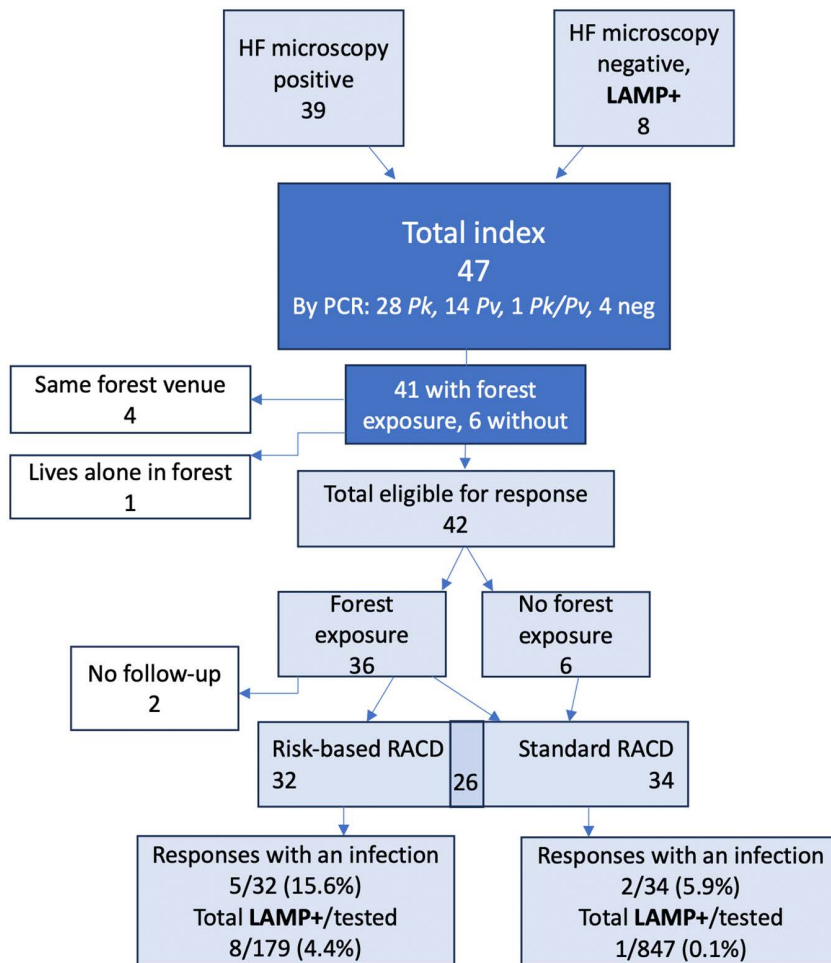 HF microscopy
positive
39
HF microscopy
negative,
LAMP+
8
Total index
47
By PCR: 28 Pk, 14 Pv, 1 Pk/Pv, 4 neg
Same forest venue
4
41 with forest
exposure, 6 without
Lives alone in forest
1
Total eligible for response
42
Forest
exposure
36
No forest
exposure
6
No follow-up
2
Risk-based RACD
32
26
Standard RACD
34
Responses with an infection
5/32 (15.6%)
Total LAMP+/tested
8/179 (4.4%)
Responses with an infection
2/34 (5.9%)
Total LAMP+/tested
1/847 (0.1%)